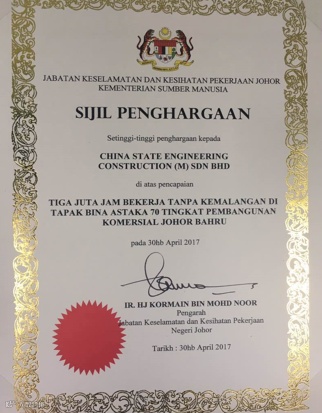 JABATAN KESELAMATAN DAN KESIHATAN PEKERJAAN JOHOR
KEMENTERIAN SUMBER MANUSIA
SIJIL PENGHARGAAN
Setinggi-tinggi penghargaan kepada
CHINA STATE ENGINEERING
CONSTRUCTION (M) SDN BHD
di atas pencapaian
TIGA JUTA JAM BEKERJA TANPA KEMALANGAN DI
TAPAK BINA ASTAKA 70 TINGKAT PEMBANGUNAN
KOMERSIAL JOHOR BAHRU
pada 30hb April 2017
IR. HJ KORMAIN BIN MOHD NOOR
Pengarah
Jabatan Keselamatan dan Kesihatan Pekerjaan
Negeri Johor
Tarikh : 30hb April 2017